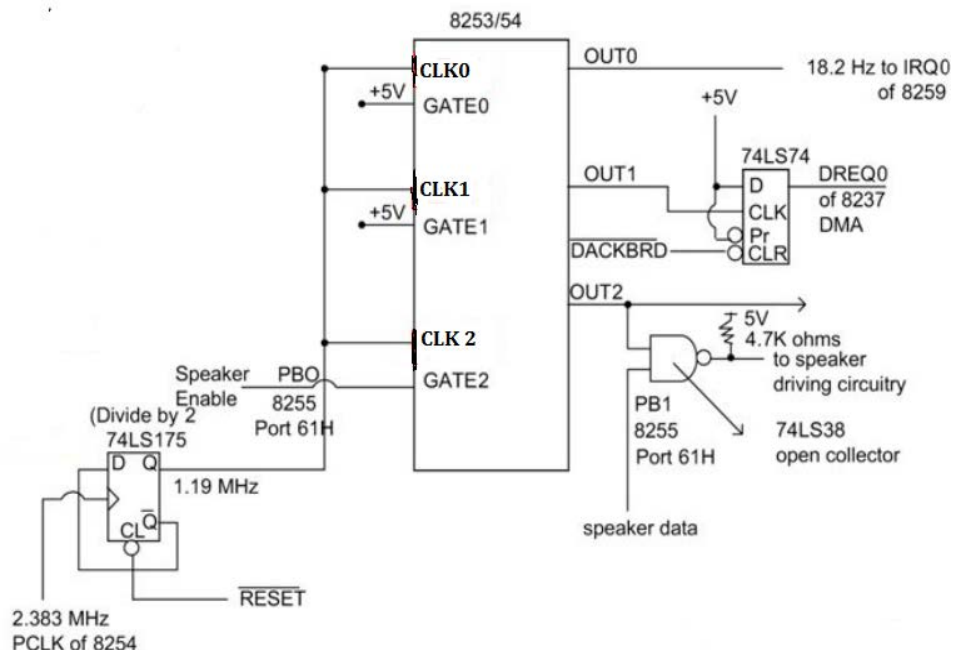 8253/54
CLK0
+5V
GATE0
CLK1
+5V
GATE1
CLK 2
GATE2
Speaker
Enable
PBO
8255
Port 61H
(Divide by 2
74LS175
D Q
Q
CL
1.19 MHz
RESET
2.383 MHz
PCLK of 8254
OUT0
18.2 Hz to IRQ0
of 8259
+5V
74LS74
OUT1
D
CLK
Pr
CLR
DREQ0
of 8237
DMA
DACKBRD
OUT2
5V
4.7K ohms
to speaker
driving circuitry
PB1
8255
Port 61H
74LS38
open collector
speaker data